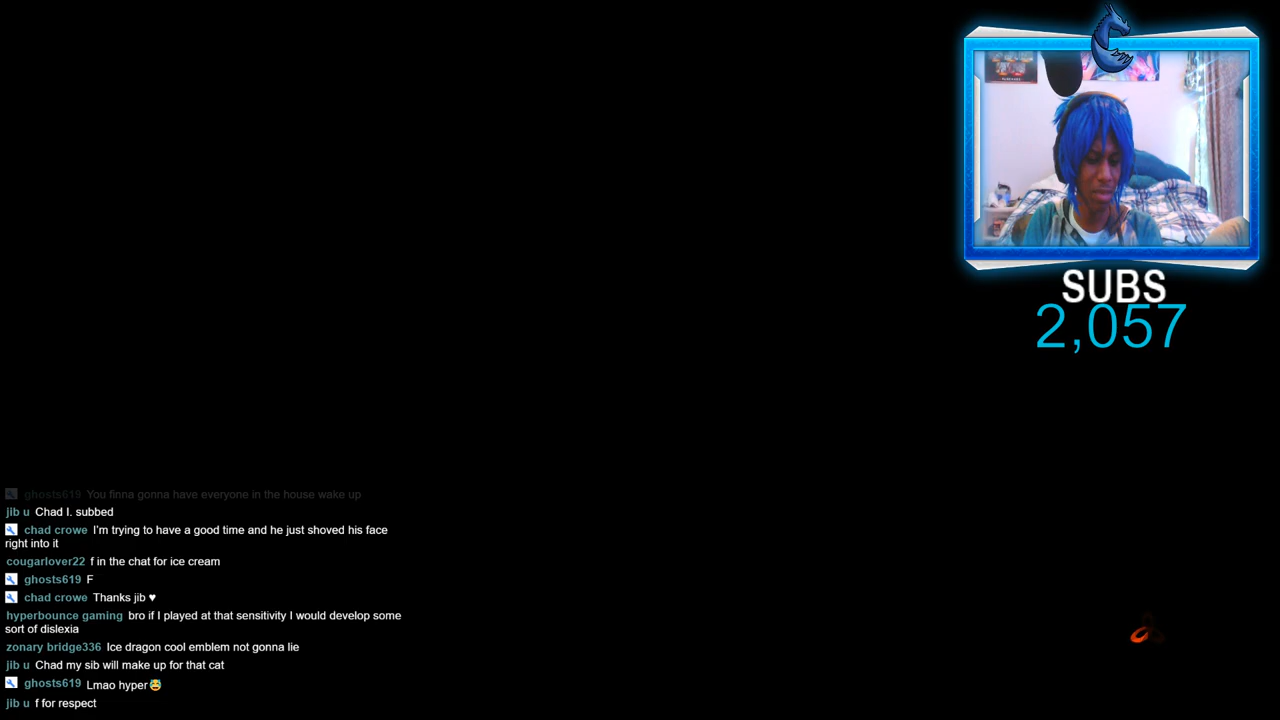 SUBS
2,057
ghosts619 You finna gonna have everyone in the house wake up
jib u Chad I. subbed
chad crowe I'm trying to have a good time and he just shoved his face
right into it
cougarlover22 f in the chat for ice cream
ghosts619 F
chad crowe Thanks jib ♥
hyperbounce gaming bro if I played at that sensitivity I would develop some
sort of dislexia
zonary bridge336 Ice dragon cool emblem not gonna lie
jib u Chad my sib will make up for that cat
ghosts619 Lmao hyper😅
jib u f for respect